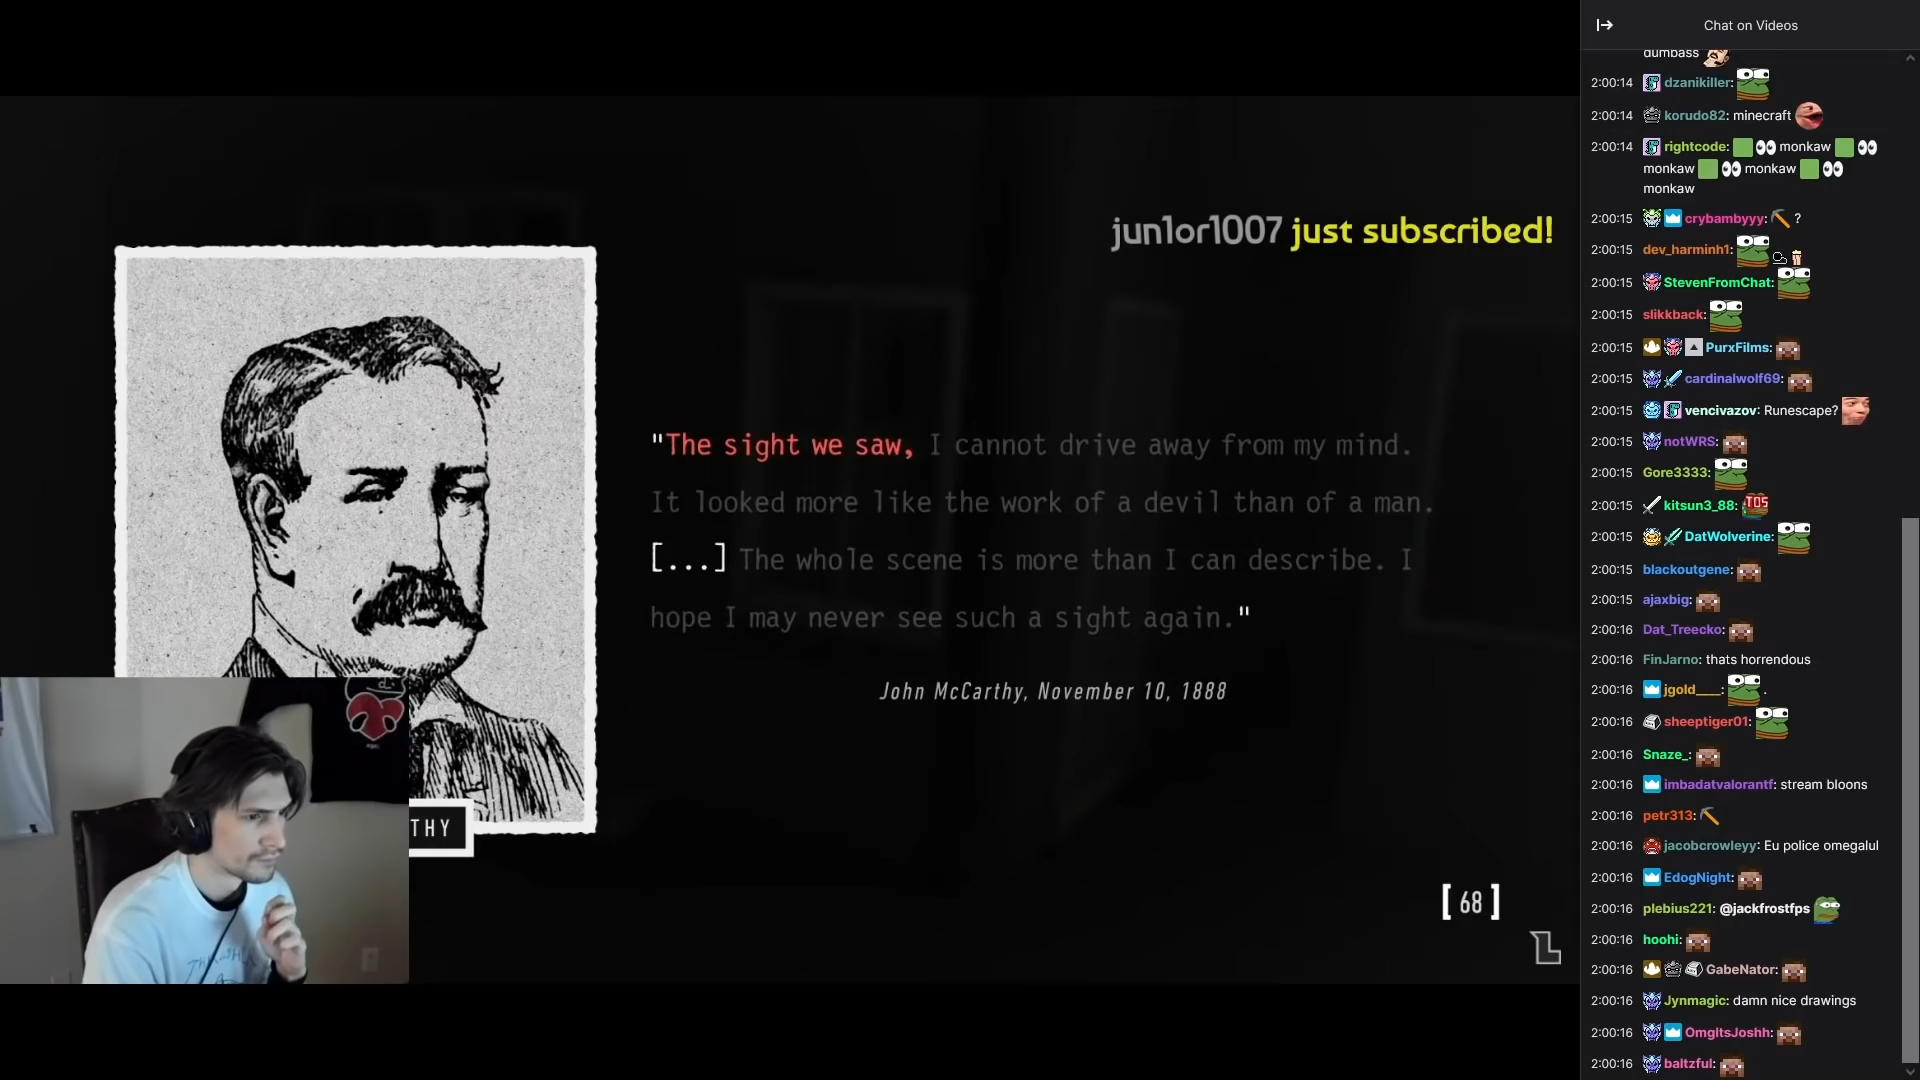 jun1or1007 just subscribed!
"The sight we saw, I cannot drive away from my mind.
It looked more like the work of a devil than of a man.
[...] The whole scene is more than I can describe. I
hope I may never see such a sight again."
John McCarthy, November 10, 1888
THY
[ 68 ]
Chat on Videos
dumbass
2:00:14 dzanikiller:
2:00:14 korudo82: minecraft
2:00:14 rightcode: 👀 monkaw 👀
monkaw 👀 monkaw 👀
monkaw
2:00:15 crybambyyy: ?
2:00:15 dev_harminh1:
2:00:15 StevenFromChat:
2:00:15 slikkback:
2:00:15 PurxFilms:
2:00:15 cardinalwolf69:
2:00:15 vencivazov: Runescape?
2:00:15 notWRS:
2:00:15 Gore3333:
2:00:15 kitsun3_88: TOS
2:00:15 DatWolverine:
2:00:15 blackoutgene:
2:00:15 ajaxbig:
2:00:16 Dat_Treecko:
2:00:16 FinJarno: thats horrendous
2:00:16 jgold____: .
2:00:16 sheeptiger01:
2:00:16 Snaze_:
2:00:16 imbadatvalorantf: stream bloons
2:00:16 petr313:
2:00:16 jacobcrowleyy: Eu police omegalul
2:00:16 EdogNight:
2:00:16 plebius221: @jackfrostfps
2:00:16 hoohi:
2:00:16 GabeNator:
2:00:16 Jynmagic: damn nice drawings
2:00:16 OmgItsJoshh:
2:00:16 baltzful: